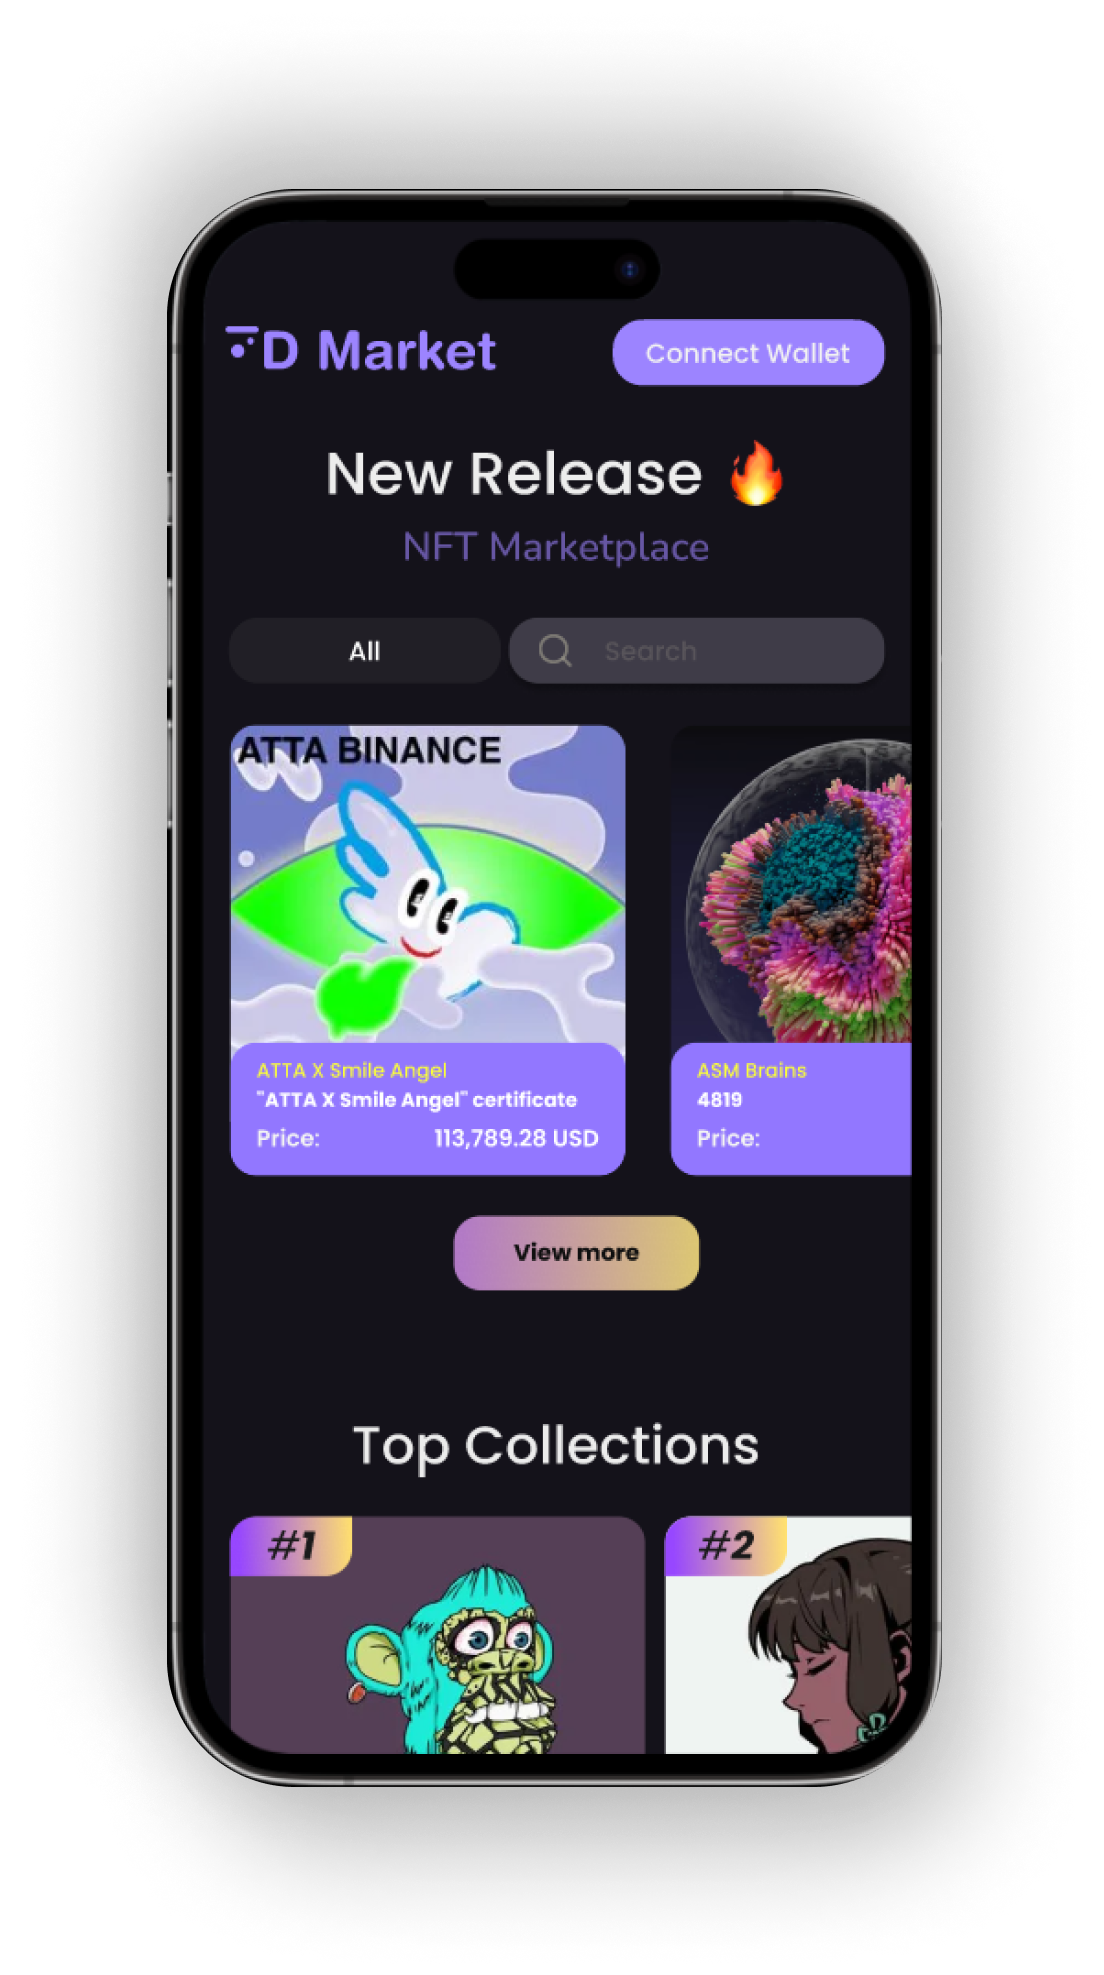 D Market
Connect Wallet
New Release 🔥
NFT Marketplace
All
Search
ATTA BINANCE
ATTA X Smile Angel
"ATTA X Smile Angel" certificate
Price: 113,789.28 USD
ASM Brains
4819
Price:
View more
Top Collections
#1
#2